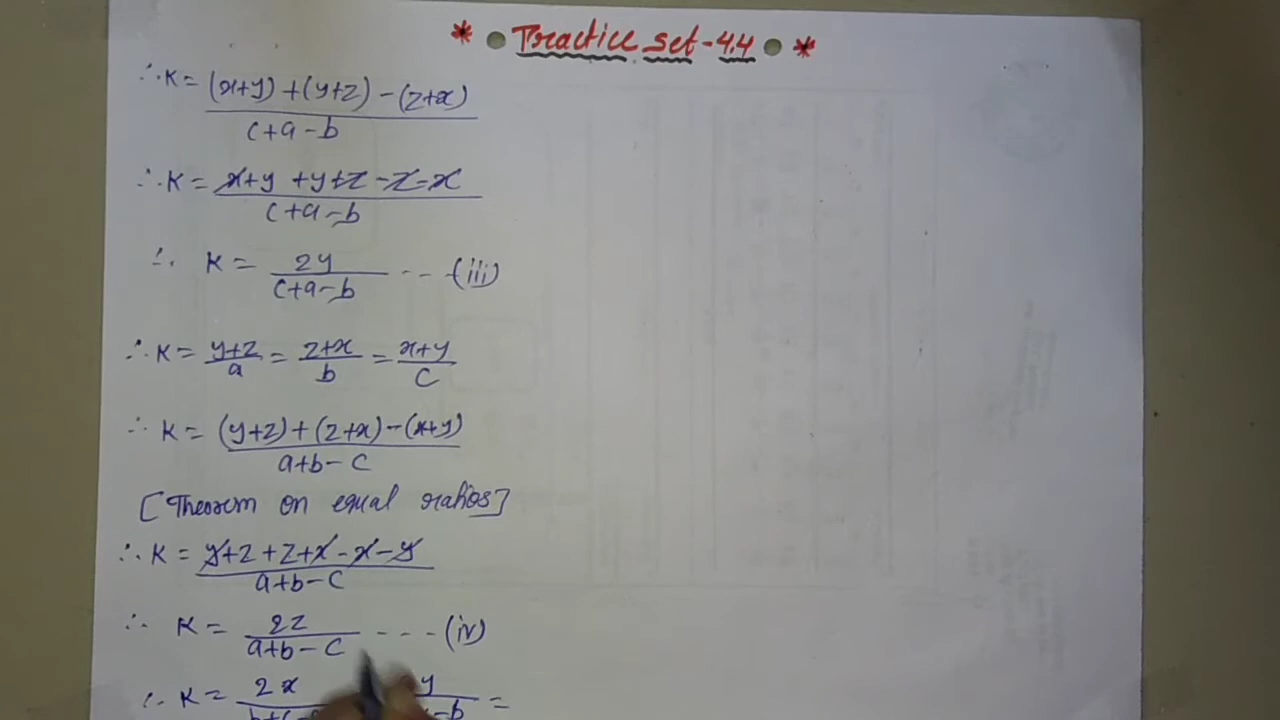 * • Practice set-4.4 • *
∴ K = (x+y) + (y+z) - (z+x) / c+a-b
∴ K = x+y +y+z -z-x / c+a-b
∴ K = 2y / c+a-b --- (iii)
∴ K = y+z / a = z+x / b = x+y / c
∴ K = (y+z) + (z+x) - (x+y) / a+b-c
[Theorem on equal ratios]
∴ K = y+z+z+x-x-y / a+b-c
∴ K = 2z / a+b-c --- (iv)
∴ K = 2x / b+c y / -b =